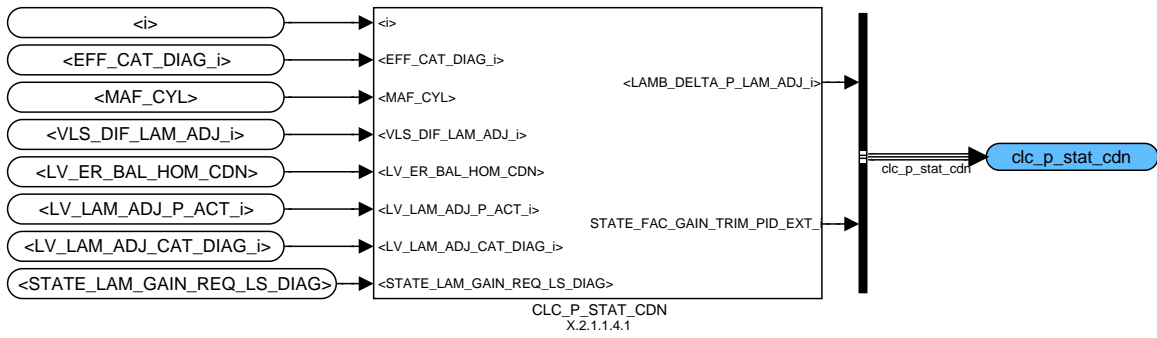 <i>
<EFF_CAT_DIAG_i>
<MAF_CYL>
<VLS_DIF_LAM_ADJ_i>
<LV_ER_BAL_HOM_CDN>
<LV_LAM_ADJ_P_ACT_i>
<LV_LAM_ADJ_CAT_DIAG_i>
<STATE_LAM_GAIN_REQ_LS_DIAG>
<i>
<EFF_CAT_DIAG_i>
<MAF_CYL>
<VLS_DIF_LAM_ADJ_i>
<LV_ER_BAL_HOM_CDN>
<LV_LAM_ADJ_P_ACT_i>
<LV_LAM_ADJ_CAT_DIAG_i>
<STATE_LAM_GAIN_REQ_LS_DIAG>
<LAMB_DELTA_P_LAM_ADJ_i>
STATE_FAC_GAIN_TRIM_PID_EXT_i
CLC_P_STAT_CDN
X.2.1.1.4.1
clc_p_stat_cdn
clc_p_stat_cdn